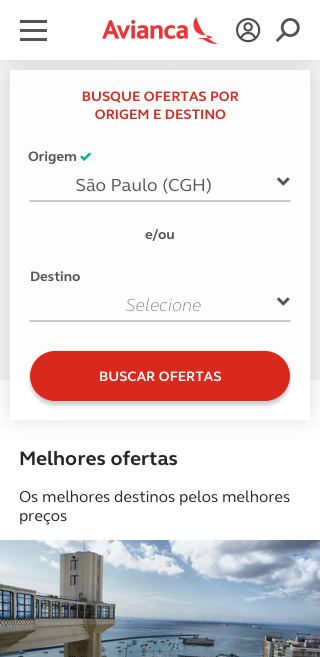 Avianca
BUSQUE OFERTAS POR
ORIGEM E DESTINO
Origem
São Paulo (CGH)
e/ou
Destino
Selecione
BUSCAR OFERTAS
Melhores ofertas
Os melhores destinos pelos melhores
preços